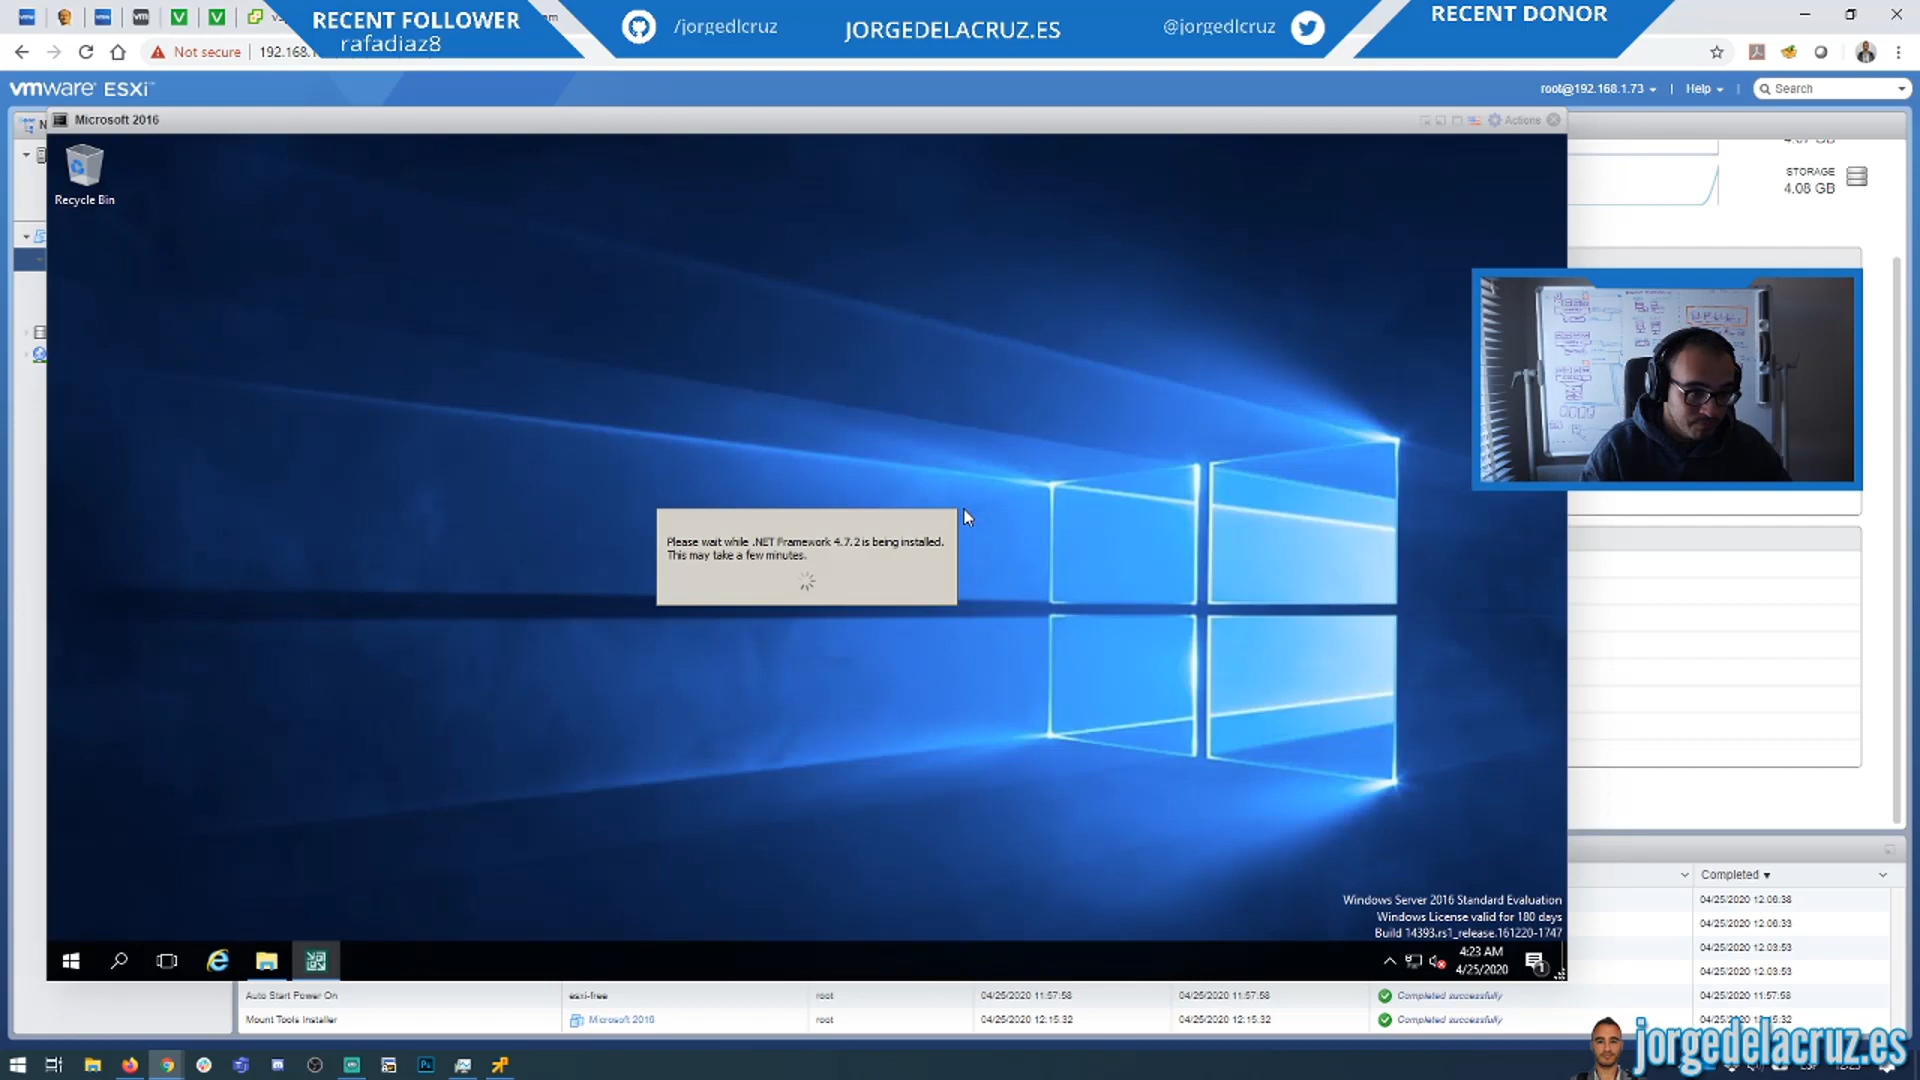 RECENT FOLLOWER
rafadiaz8
/jorgedlcruz
JORGEDELACRUZ.ES
@jorgedlcruz
RECENT DONOR
Not secure
192.168.1
vmware ESXi
root@192.168.1.73
Help
Search
Microsoft 2016
Actions
Recycle Bin
STORAGE
4.08 GB
Please wait while .NET Framework 4.7.2 is being installed.
This may take a few minutes.
Windows Server 2016 Standard Evaluation
Windows License valid for 180 days
Build 14393.rs1_release.161220-1747
4:23 AM
4/25/2020
Completed
04/25/2020 12:06:38
04/25/2020 12:06:33
04/25/2020 12:03:53
04/25/2020 12:03:53
Auto Start Power On esxi-free root 04/25/2020 11:57:58 04/25/2020 11:57:58 Completed successfully 04/25/2020 11:57:58
Mount Tools Installer Microsoft 2016 root 04/25/2020 12:15:32 04/25/2020 12:15:32 Completed successfully
jorgedelacruz.es